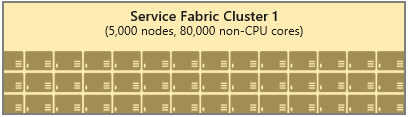 Service Fabric Cluster 1
(5,000 nodes, 80,000 non-CPU cores)